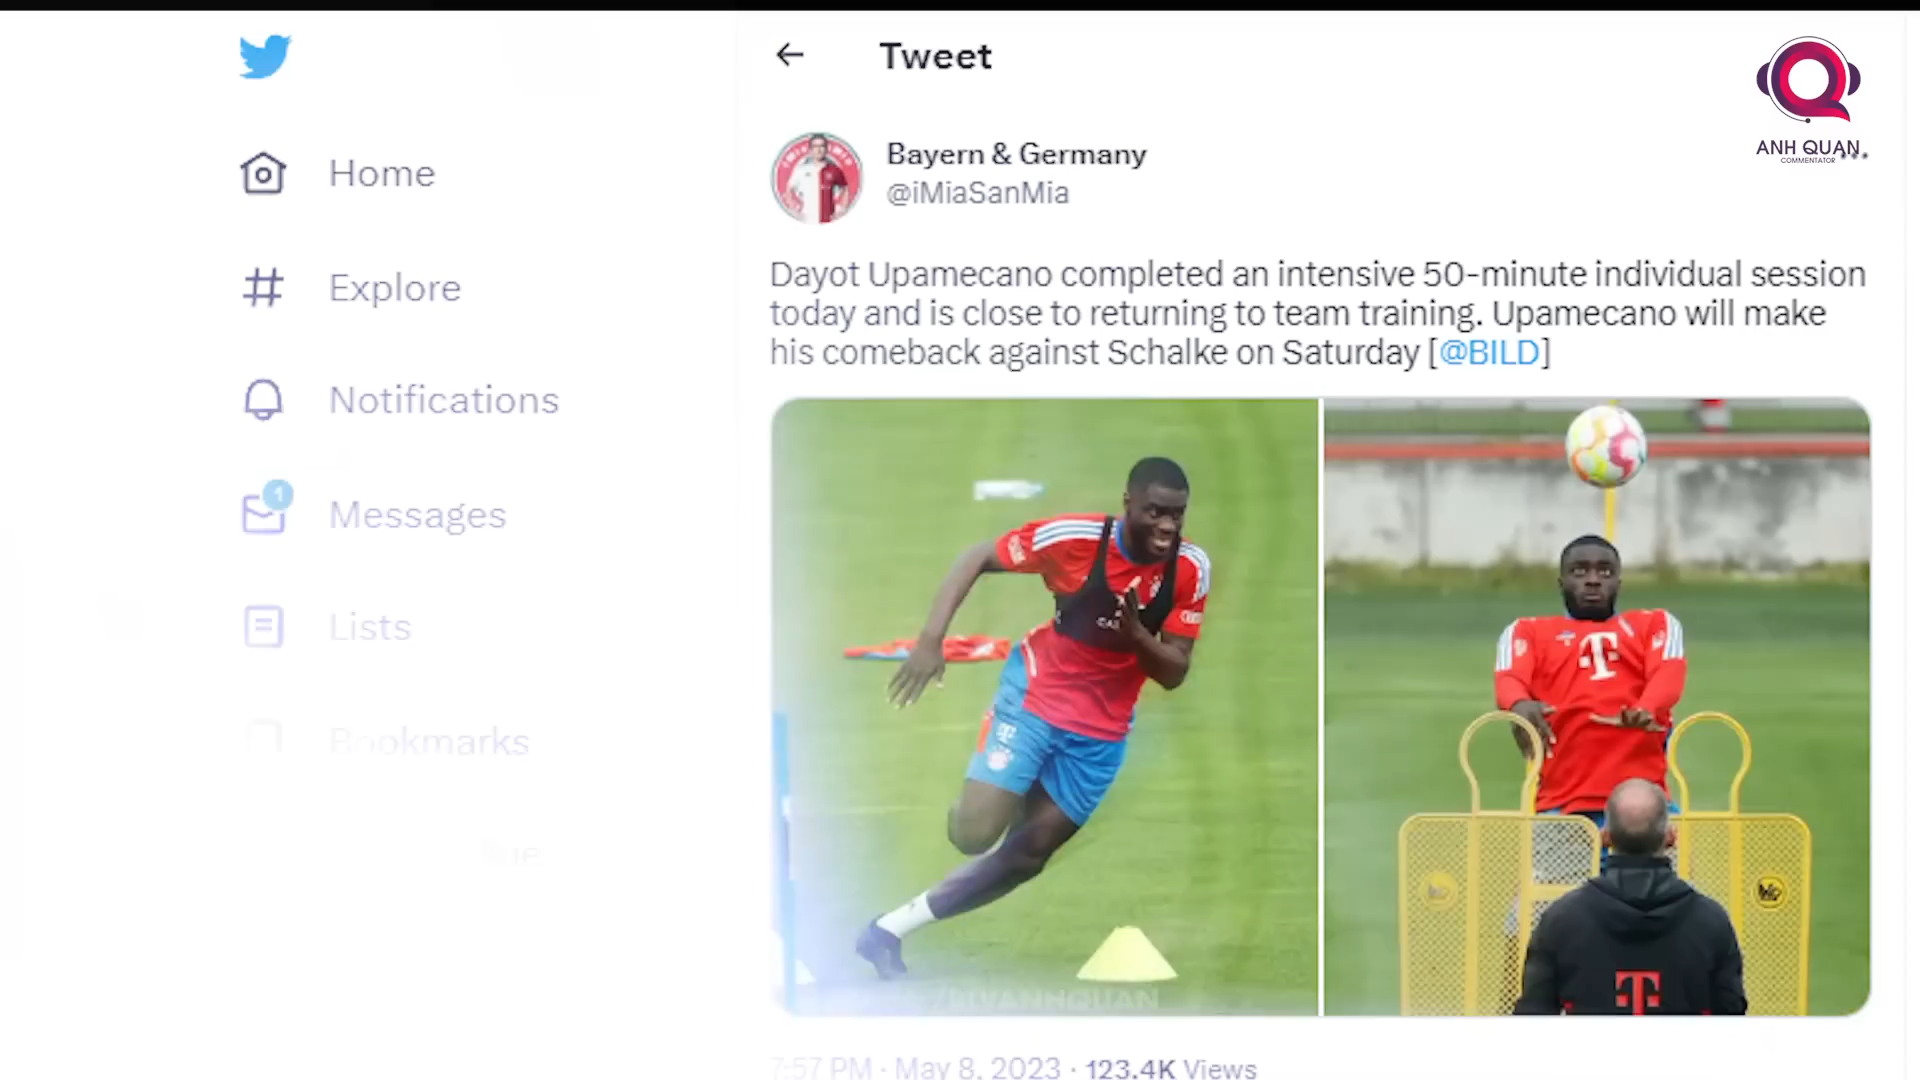 Tweet
ANH QUAN
COMMENTATOR
Home
Explore
Notifications
1
Messages
Lists
Bookmarks
Bayern & Germany
@iMiaSanMia
Dayot Upamecano completed an intensive 50-minute individual session
today and is close to returning to team training. Upamecano will make
his comeback against Schalke on Saturday [@BILD]
T
T
7:57 PM · May 8, 2023 · 123.4K Views